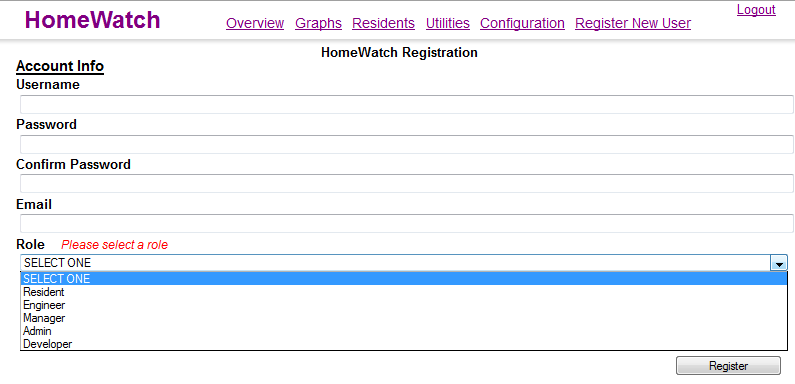 HomeWatch
Overview Graphs Residents Utilities Configuration Register New User
Logout
HomeWatch Registration
Account Info
Username
Password
Confirm Password
Email
Role Please select a role
SELECT ONE
SELECT ONE
Resident
Engineer
Manager
Admin
Developer
Register